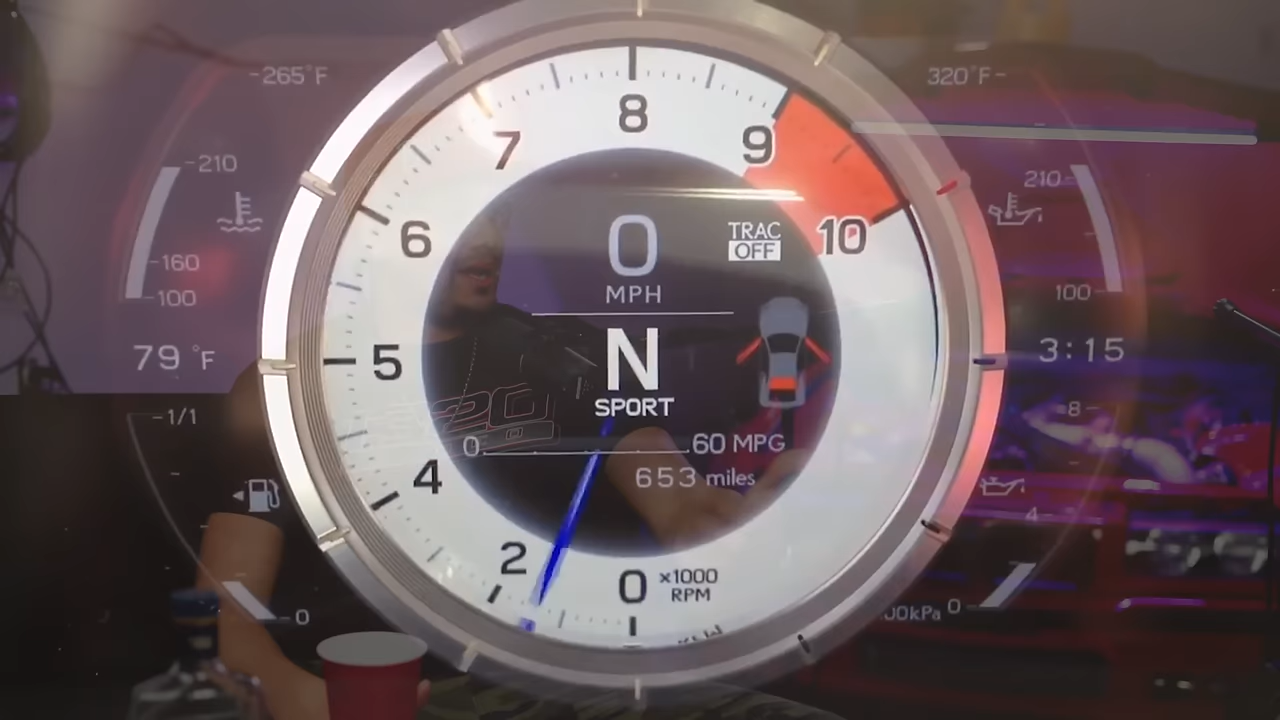 -265°F
320°F-
8
7
9
-210
210-
6
0
TRAC
OFF
10
MPH
-160
-100
100-
5
N
79 °F
3:15
SPORT
-1/1
8-
0
60 MPG
4
653 miles
4-
2
0
x1000
RPM
-0
00kPa 0-